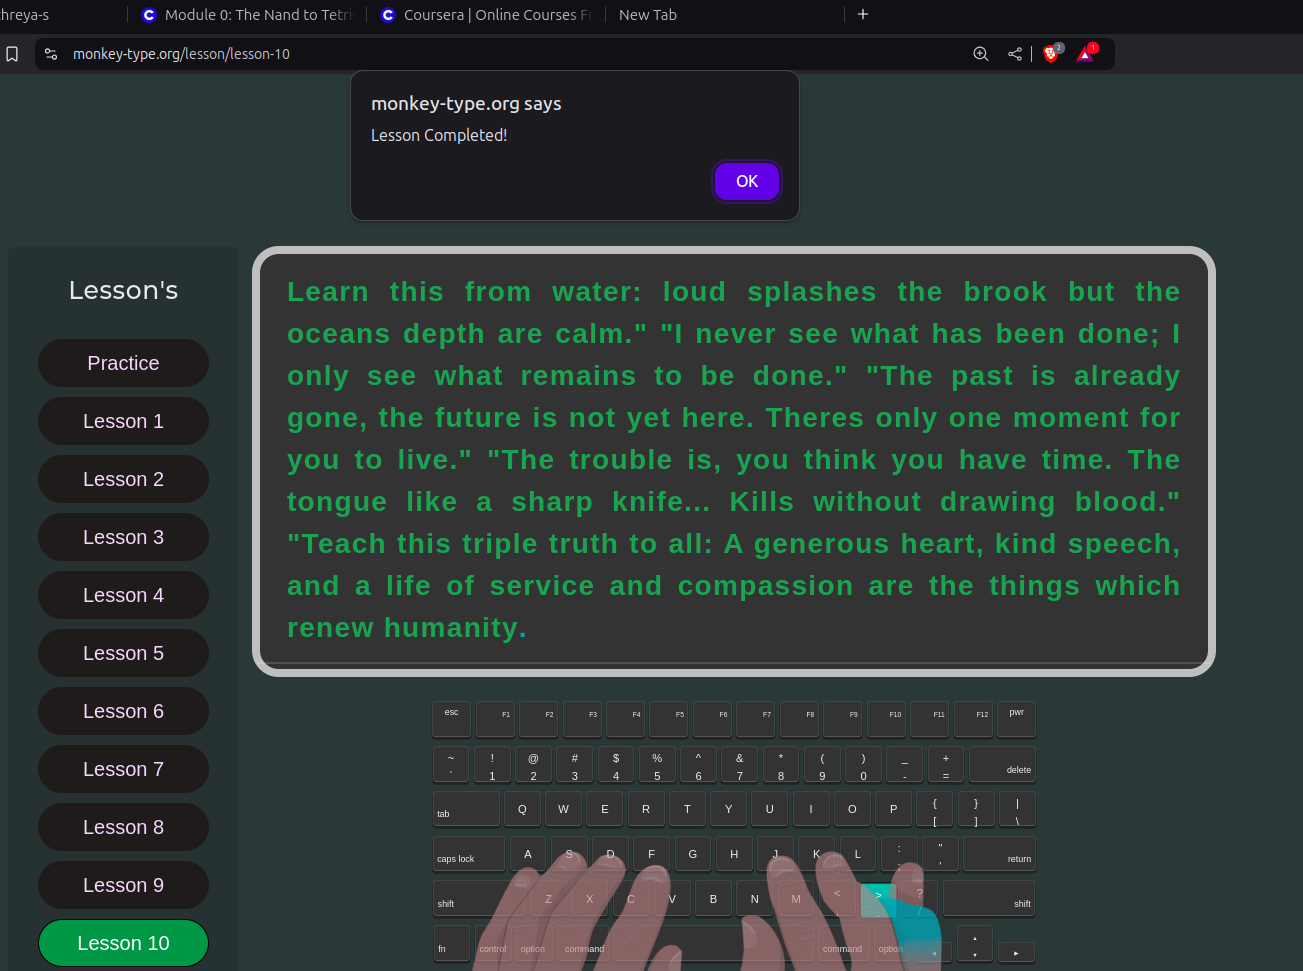 hreya-s
Module 0: The Nand to Tetris
Coursera | Online Courses Fr
New Tab
+
monkey-type.org/lesson/lesson-10
2
1
monkey-type.org says
Lesson Completed!
OK
Lesson's
Practice
Lesson 1
Lesson 2
Lesson 3
Lesson 4
Lesson 5
Lesson 6
Lesson 7
Lesson 8
Lesson 9
Lesson 10
Learn this from water: loud splashes the brook but the
oceans depth are calm." "I never see what has been done; I
only see what remains to be done." "The past is already
gone, the future is not yet here. Theres only one moment for
you to live." "The trouble is, you think you have time. The
tongue like a sharp knife... Kills without drawing blood."
"Teach this triple truth to all: A generous heart, kind speech,
and a life of service and compassion are the things which
renew humanity.
esc F1 F2 F3 F4 F5 F6 F7 F8 F9 F10 F11 F12 pwr
~ ! @ # $ % ^ & * ( ) _ +
` 1 2 3 4 5 6 7 8 9 0 - = delete
tab Q W E R T Y U I O P { } |
[ ] \
caps lock A S D F G H J K L : " return
; '
shift Z X C V B N M < > ? shift
, /
fn control option command command option